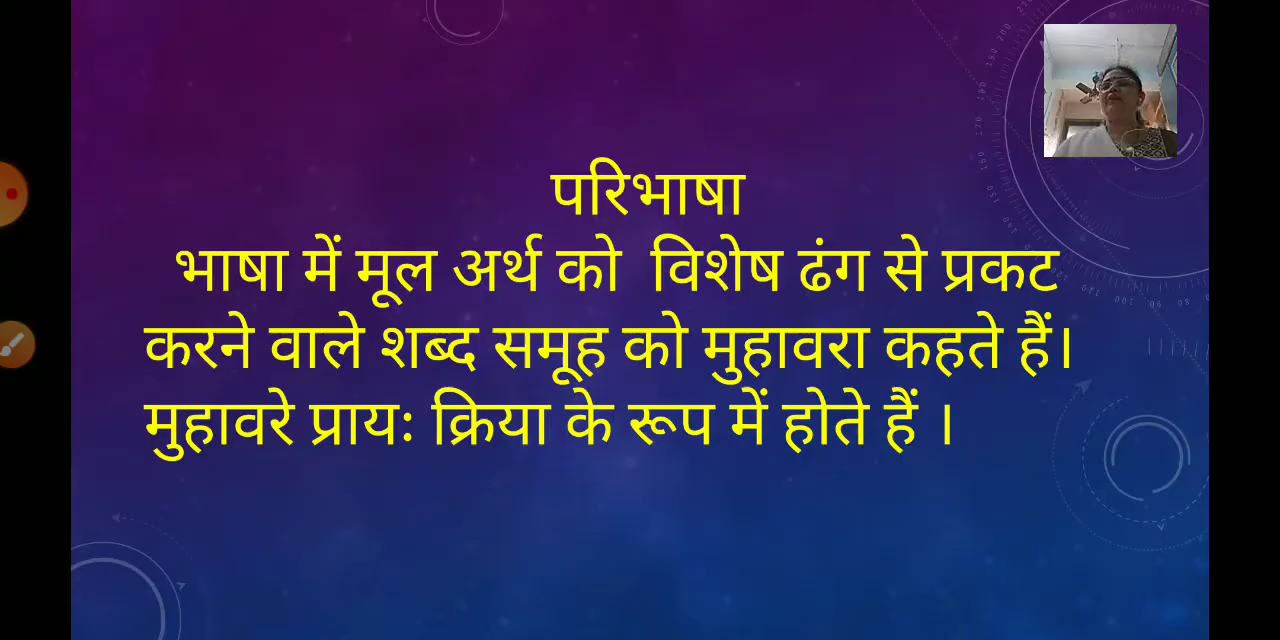 परिभाषा
भाषा में मूल अर्थ को विशेष ढंग से प्रकट
करने वाले शब्द समूह को मुहावरा कहते हैं।
मुहावरे प्रायः क्रिया के रूप में होते हैं ।